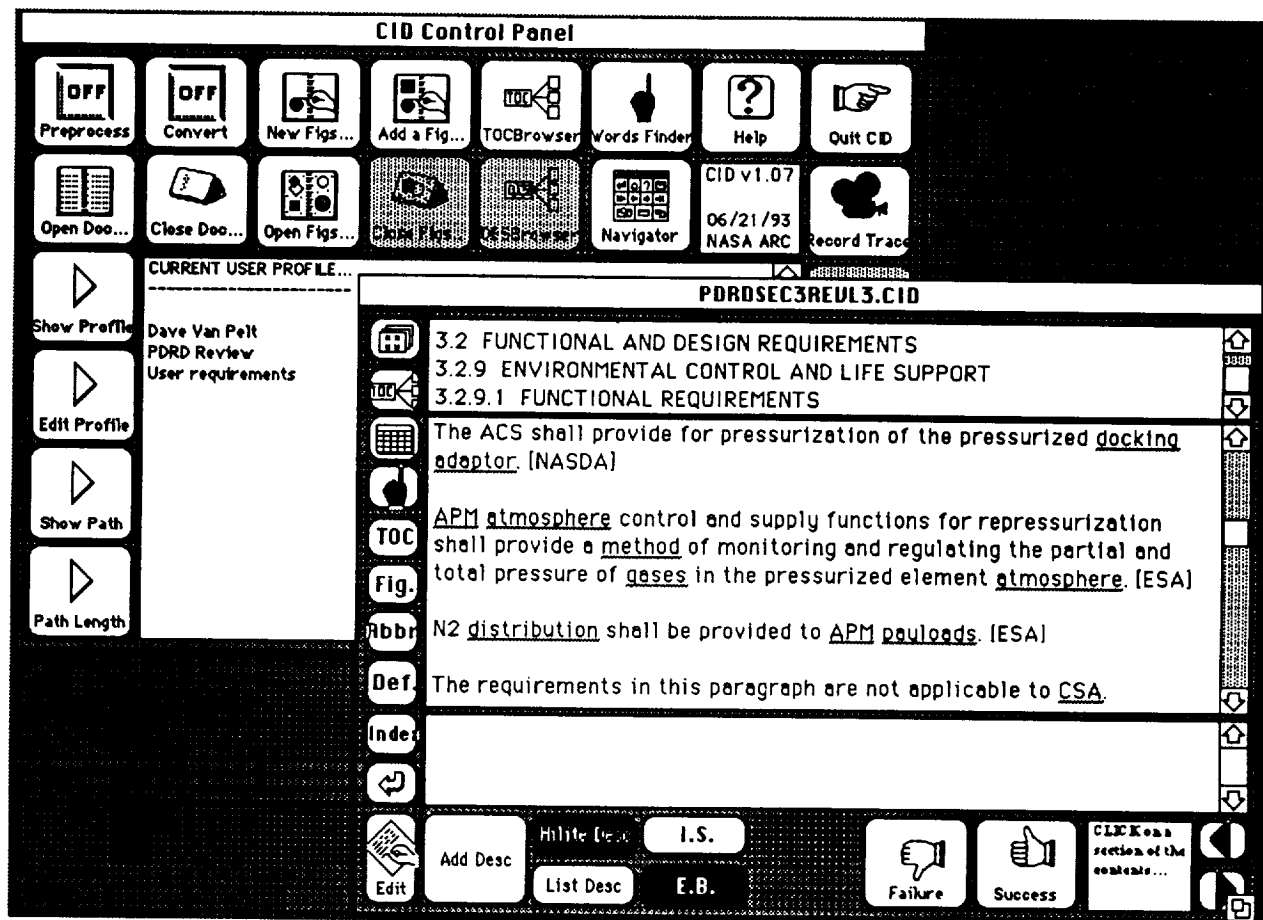 CID Control Panel
OFF
Preprocess
OFF
Convert
New Figs...
Add a Fig...
TOC
TOCBrowser
Words Finder
?
Help
Quit CID
Open Doc...
Close Doc...
Open Figs...
Close Figs...
DESBrowser
Navigator
CID v1.07
06/21/93
NASA ARC
Record Trace
Show Profile
Edit Profile
Show Path
Path Length
CURRENT USER PROFILE...
--------------------
Dave Van Pelt
PDRD Review
User requirements
PDRDSEC3REVL3.CID
3.2 FUNCTIONAL AND DESIGN REQUIREMENTS
3.2.9 ENVIRONMENTAL CONTROL AND LIFE SUPPORT
3.2.9.1 FUNCTIONAL REQUIREMENTS
TOC
TOC
Fig.
Abbr
Def.
Index
The ACS shall provide for pressurization of the pressurized docking
adaptor. [NASDA]
APM atmosphere control and supply functions for repressurization
shall provide a method of monitoring and regulating the partial and
total pressure of gases in the pressurized element atmosphere. [ESA]
N2 distribution shall be provided to APM payloads. [ESA]
The requirements in this paragraph are not applicable to CSA.
Edit
Add Desc
Hilite Desc
List Desc
I.S.
E.B.
Failure
Success
CLICK on a
section of the
contents...